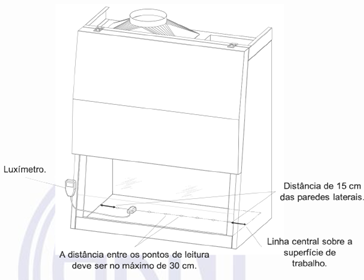 Luxímetro.
Distância de 15 cm
das paredes laterais.
Linha central sobre a
superfície de
trabalho.
A distância entre os pontos de leitura
deve ser no máximo de 30 cm.